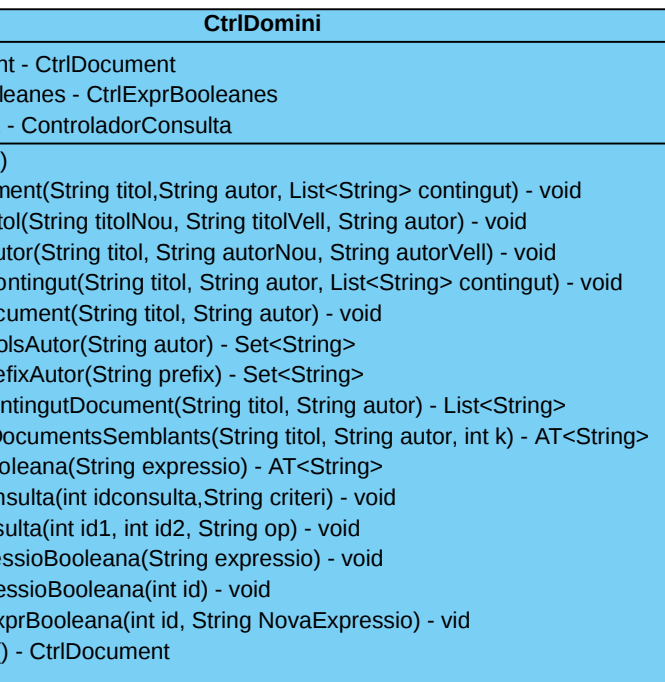 CtrlDomini
nt - CtrlDocument
leanes - CtrlExprBooleanes
- ControladorConsulta
)
ment(String titol,String autor, List<String> contingut) - void
tol(String titolNou, String titolVell, String autor) - void
utor(String titol, String autorNou, String autorVell) - void
ontingut(String titol, String autor, List<String> contingut) - void
cument(String titol, String autor) - void
olsAutor(String autor) - Set<String>
efixAutor(String prefix) - Set<String>
ntingutDocument(String titol, String autor) - List<String>
DocumentsSemblants(String titol, String autor, int k) - AT<String>
ooleana(String expressio) - AT<String>
nsulta(int idconsulta,String criteri) - void
sulta(int id1, int id2, String op) - void
essioBooleana(String expressio) - void
essioBooleana(int id) - void
xprBooleana(int id, String NovaExpressio) - vid
() - CtrlDocument